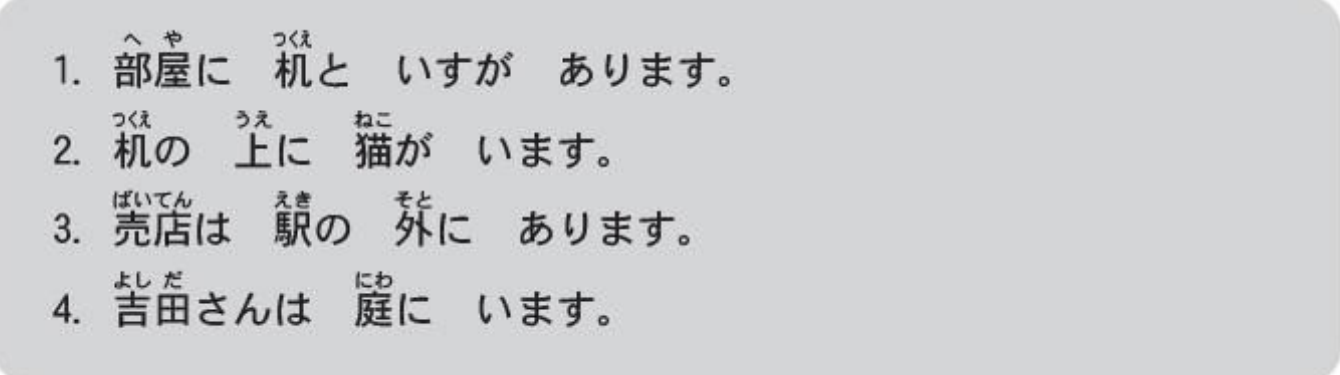 へや つくえ
1. 部屋に 机と いすが あります。
つくえ うえ ねこ
2. 机の 上に 猫が います。
ばいてん えき そと
3. 売店は 駅の 外に あります。
よしだ にわ
4. 吉田さんは 庭に います。